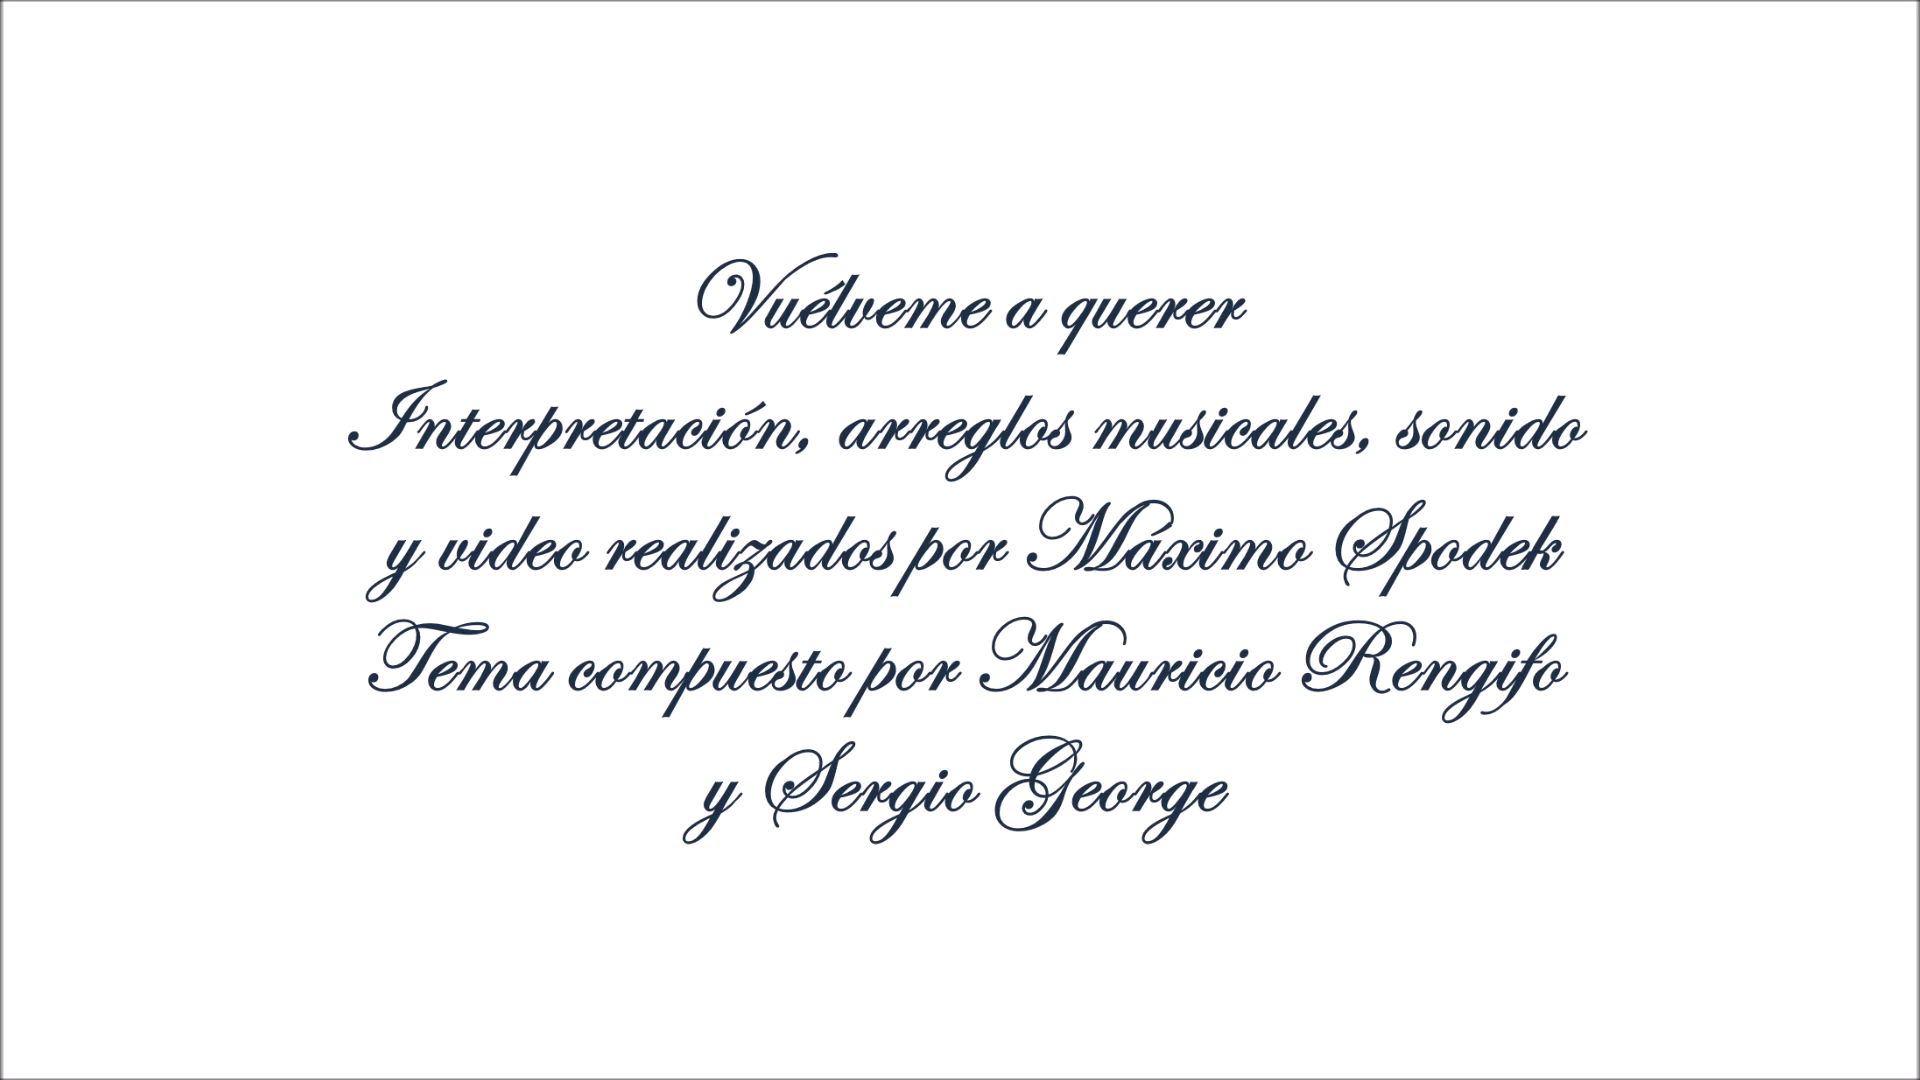 Vuélveme a querer
Interpretación, arreglos musicales, sonido
y video realizados por Máximo Spodek
Tema compuesto por Mauricio Rengifo
y Sergio George